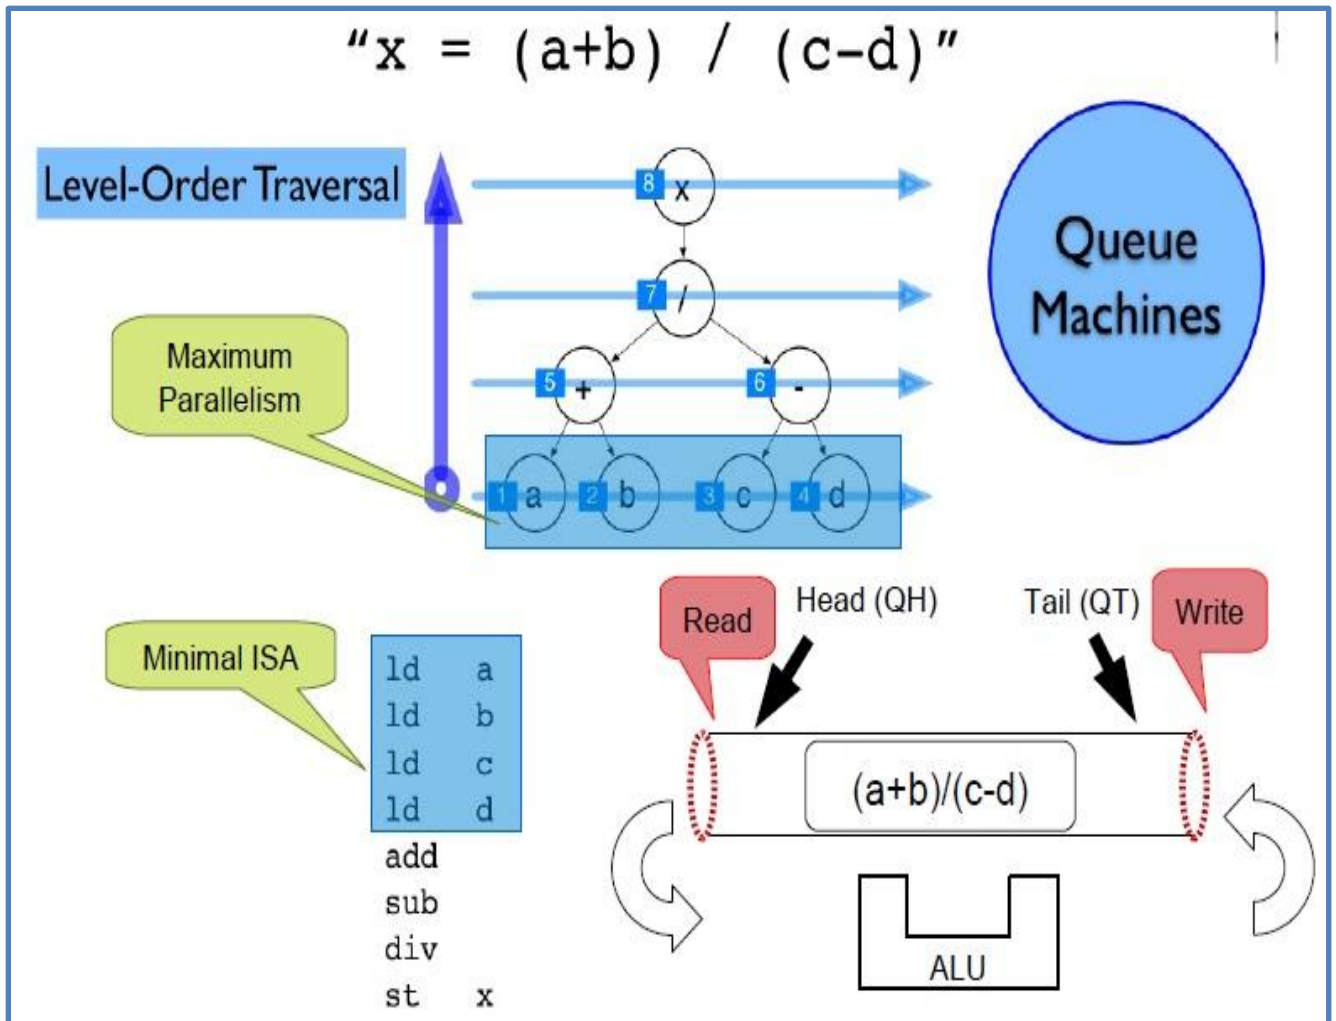 “x = (a+b) / (c-d)”
Level-Order Traversal
8 x
7 /
5 + 6 -
1 a 2 b 3 c 4 d
Maximum
Parallelism
Queue
Machines
Minimal ISA
ld a
ld b
ld c
ld d
add
sub
div
st x
Read
Head (QH)
Tail (QT)
Write
(a+b)/(c-d)
ALU